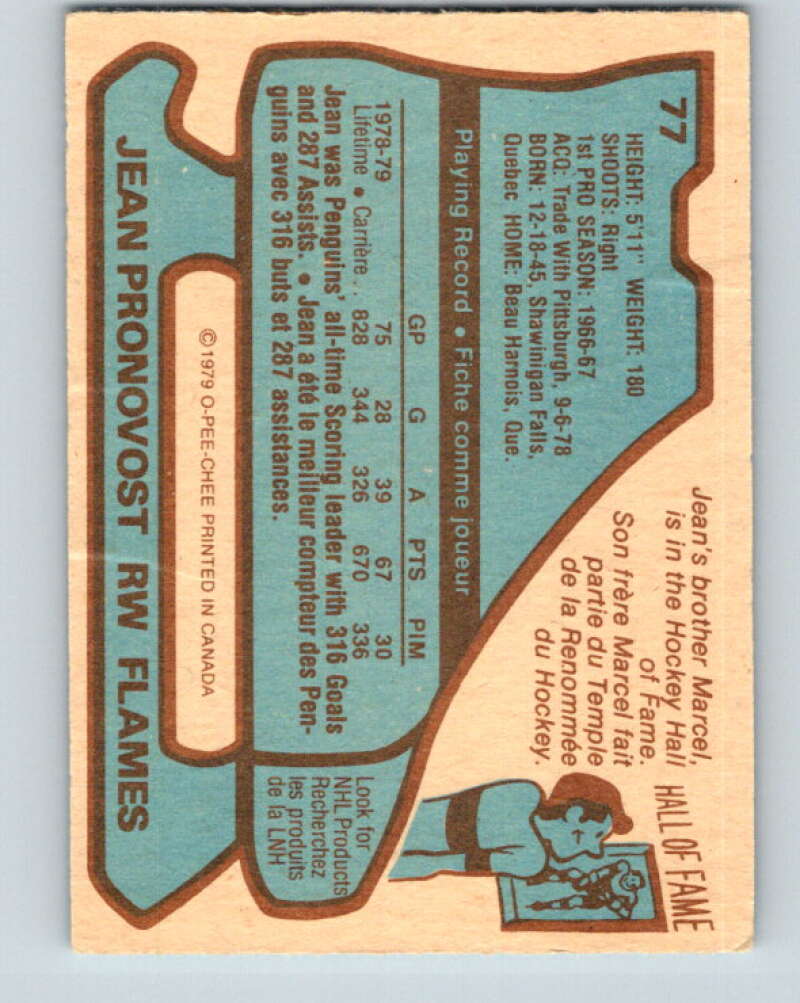 77
HEIGHT: 5'11" WEIGHT: 180
SHOOTS: Right
1st PRO SEASON: 1966-67
ACQ: Trade With Pittsburgh, 9-6-78
BORN: 12-18-45, Shawinigan Falls,
Quebec HOME: Beau Harnois, Que.
Jean's brother Marcel,
is in the Hockey Hall
of Fame.
Son frère Marcel fait
partie du Temple
de la Renommée
du Hockey.
HALL OF FAME
Playing Record • Fiche comme joueur
GP G A PTS PIM
1978-79 75 28 39 67 30
Lifetime • Carrière .. 828 344 326 670 336
Jean was Penguins' all-time Scoring leader with 316 Goals
and 287 Assists. • Jean a été le meilleur compteur des Pen-
guins avec 316 buts et 287 assistances.
Look for
NHL Products
Recherchez
les produits
de la LNH
©1979 O-PEE-CHEE PRINTED IN CANADA
JEAN PRONOVOST RW FLAMES